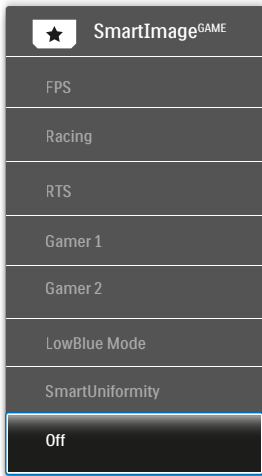 SmartImageGAME
FPS
Racing
RTS
Gamer 1
Gamer 2
LowBlue Mode
SmartUniformity
Off